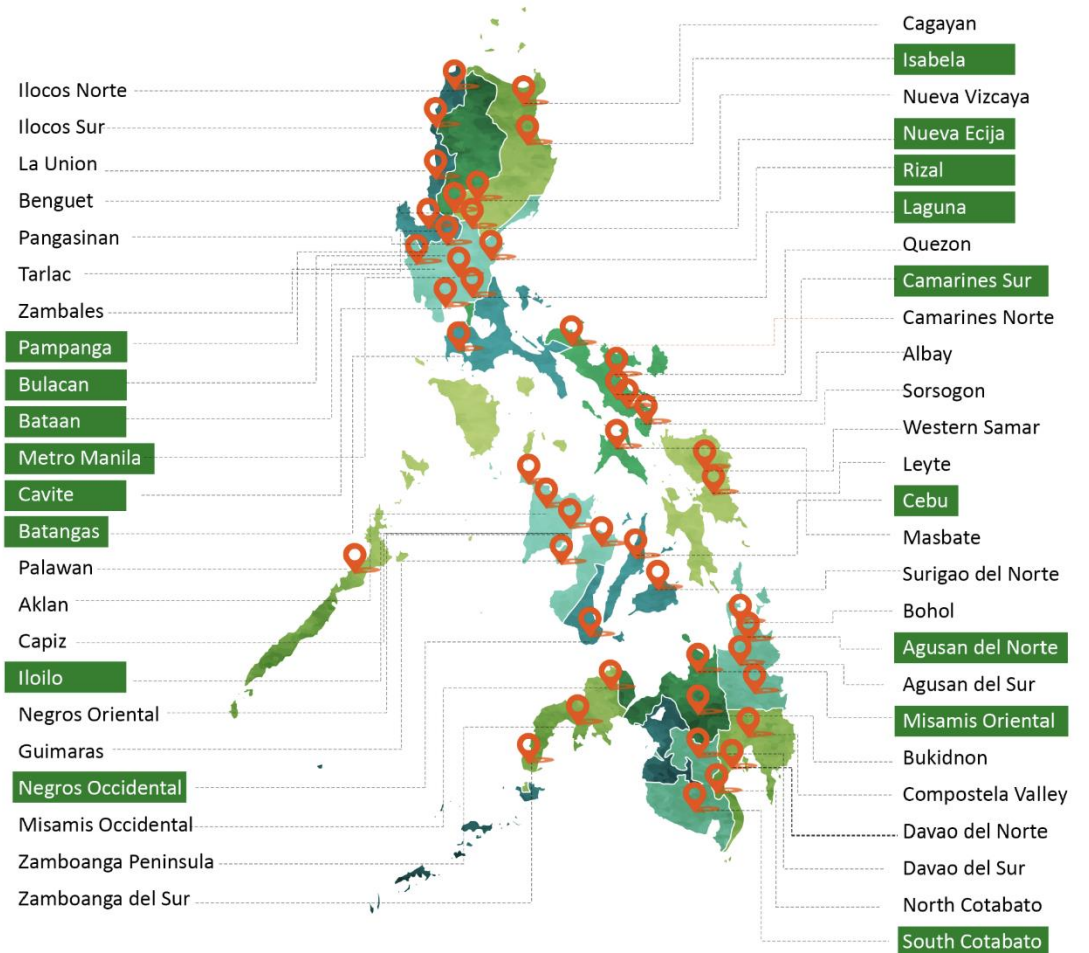 Ilocos Norte
Ilocos Sur
La Union
Benguet
Pangasinan
Tarlac
Zambales
Pampanga
Bulacan
Bataan
Metro Manila
Cavite
Batangas
Palawan
Aklan
Capiz
Iloilo
Negros Oriental
Guimaras
Negros Occidental
Misamis Occidental
Zamboanga Peninsula
Zamboanga del Sur
Cagayan
Isabela
Nueva Vizcaya
Nueva Ecija
Rizal
Laguna
Quezon
Camarines Sur
Camarines Norte
Albay
Sorsogon
Western Samar
Leyte
Cebu
Masbate
Surigao del Norte
Bohol
Agusan del Norte
Agusan del Sur
Misamis Oriental
Bukidnon
Compostela Valley
Davao del Norte
Davao del Sur
North Cotabato
South Cotabato